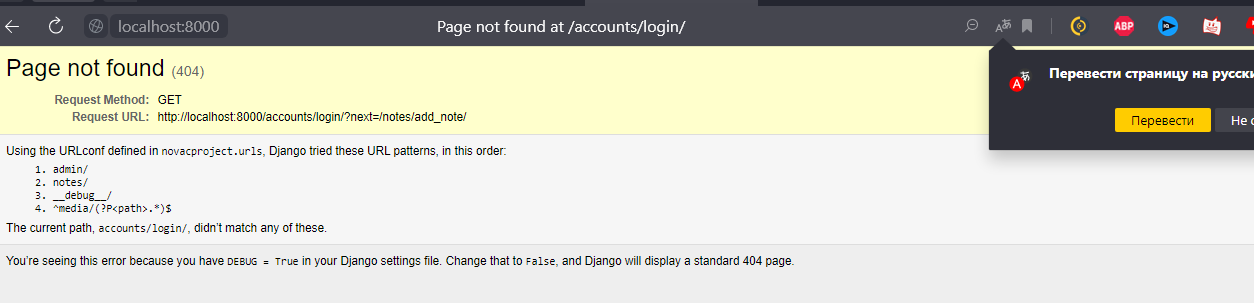 localhost:8000
Page not found at /accounts/login/
ABP
Перевести страницу на русски
Page not found (404)
Перевести
Не
Request Method: GET
Request URL: http://localhost:8000/accounts/login/?next=/notes/add_note/
Using the URLconf defined in novacproject.urls, Django tried these URL patterns, in this order:
1. admin/
2. notes/
3. __debug__/
4. ^media/(?P<path>.*)$
The current path, accounts/login/, didn’t match any of these.
You’re seeing this error because you have DEBUG = True in your Django settings file. Change that to False, and Django will display a standard 404 page.